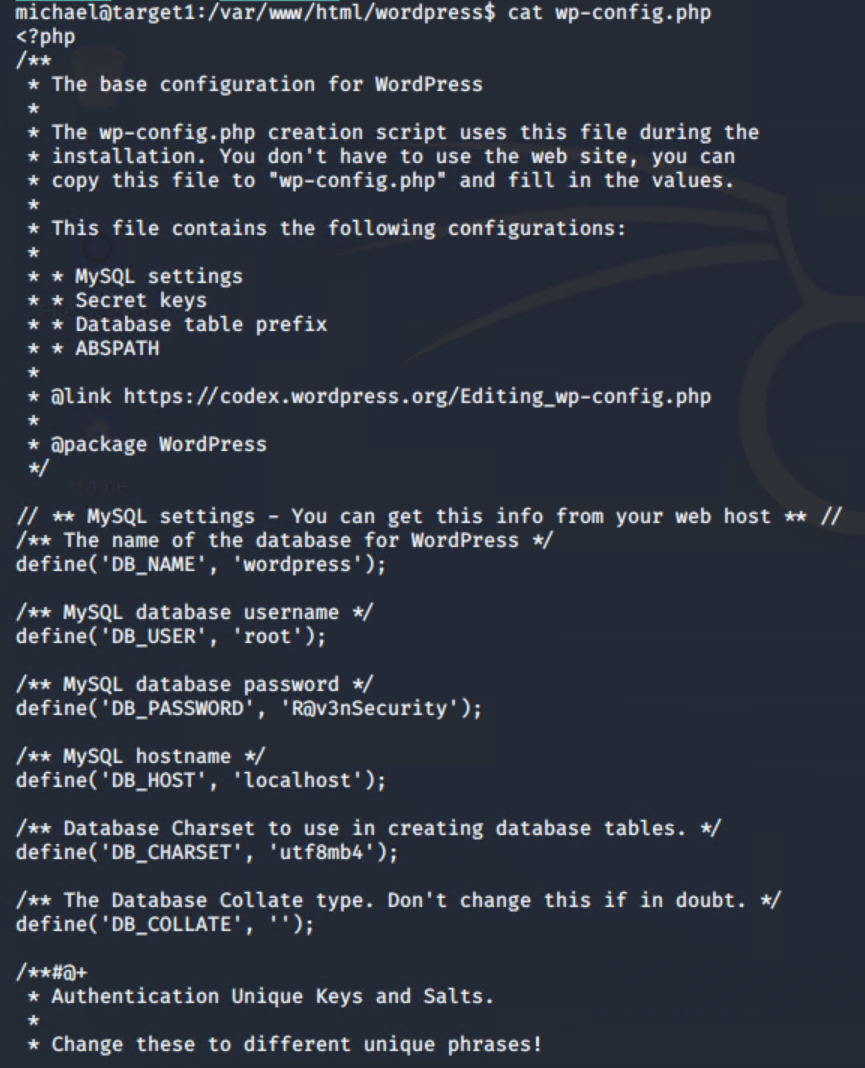 michael@target1:/var/www/html/wordpress$ cat wp-config.php
<?php
/**
 * The base configuration for WordPress
 *
 * The wp-config.php creation script uses this file during the
 * installation. You don't have to use the web site, you can
 * copy this file to "wp-config.php" and fill in the values.
 *
 * This file contains the following configurations:
 *
 * * MySQL settings
 * * Secret keys
 * * Database table prefix
 * * ABSPATH
 *
 * @link https://codex.wordpress.org/Editing_wp-config.php
 *
 * @package WordPress
 */

// ** MySQL settings - You can get this info from your web host ** //
/** The name of the database for WordPress */
define('DB_NAME', 'wordpress');

/** MySQL database username */
define('DB_USER', 'root');

/** MySQL database password */
define('DB_PASSWORD', 'R@v3nSecurity');

/** MySQL hostname */
define('DB_HOST', 'localhost');

/** Database Charset to use in creating database tables. */
define('DB_CHARSET', 'utf8mb4');

/** The Database Collate type. Don't change this if in doubt. */
define('DB_COLLATE', '');

/**#@+
 * Authentication Unique Keys and Salts.
 *
 * Change these to different unique phrases!